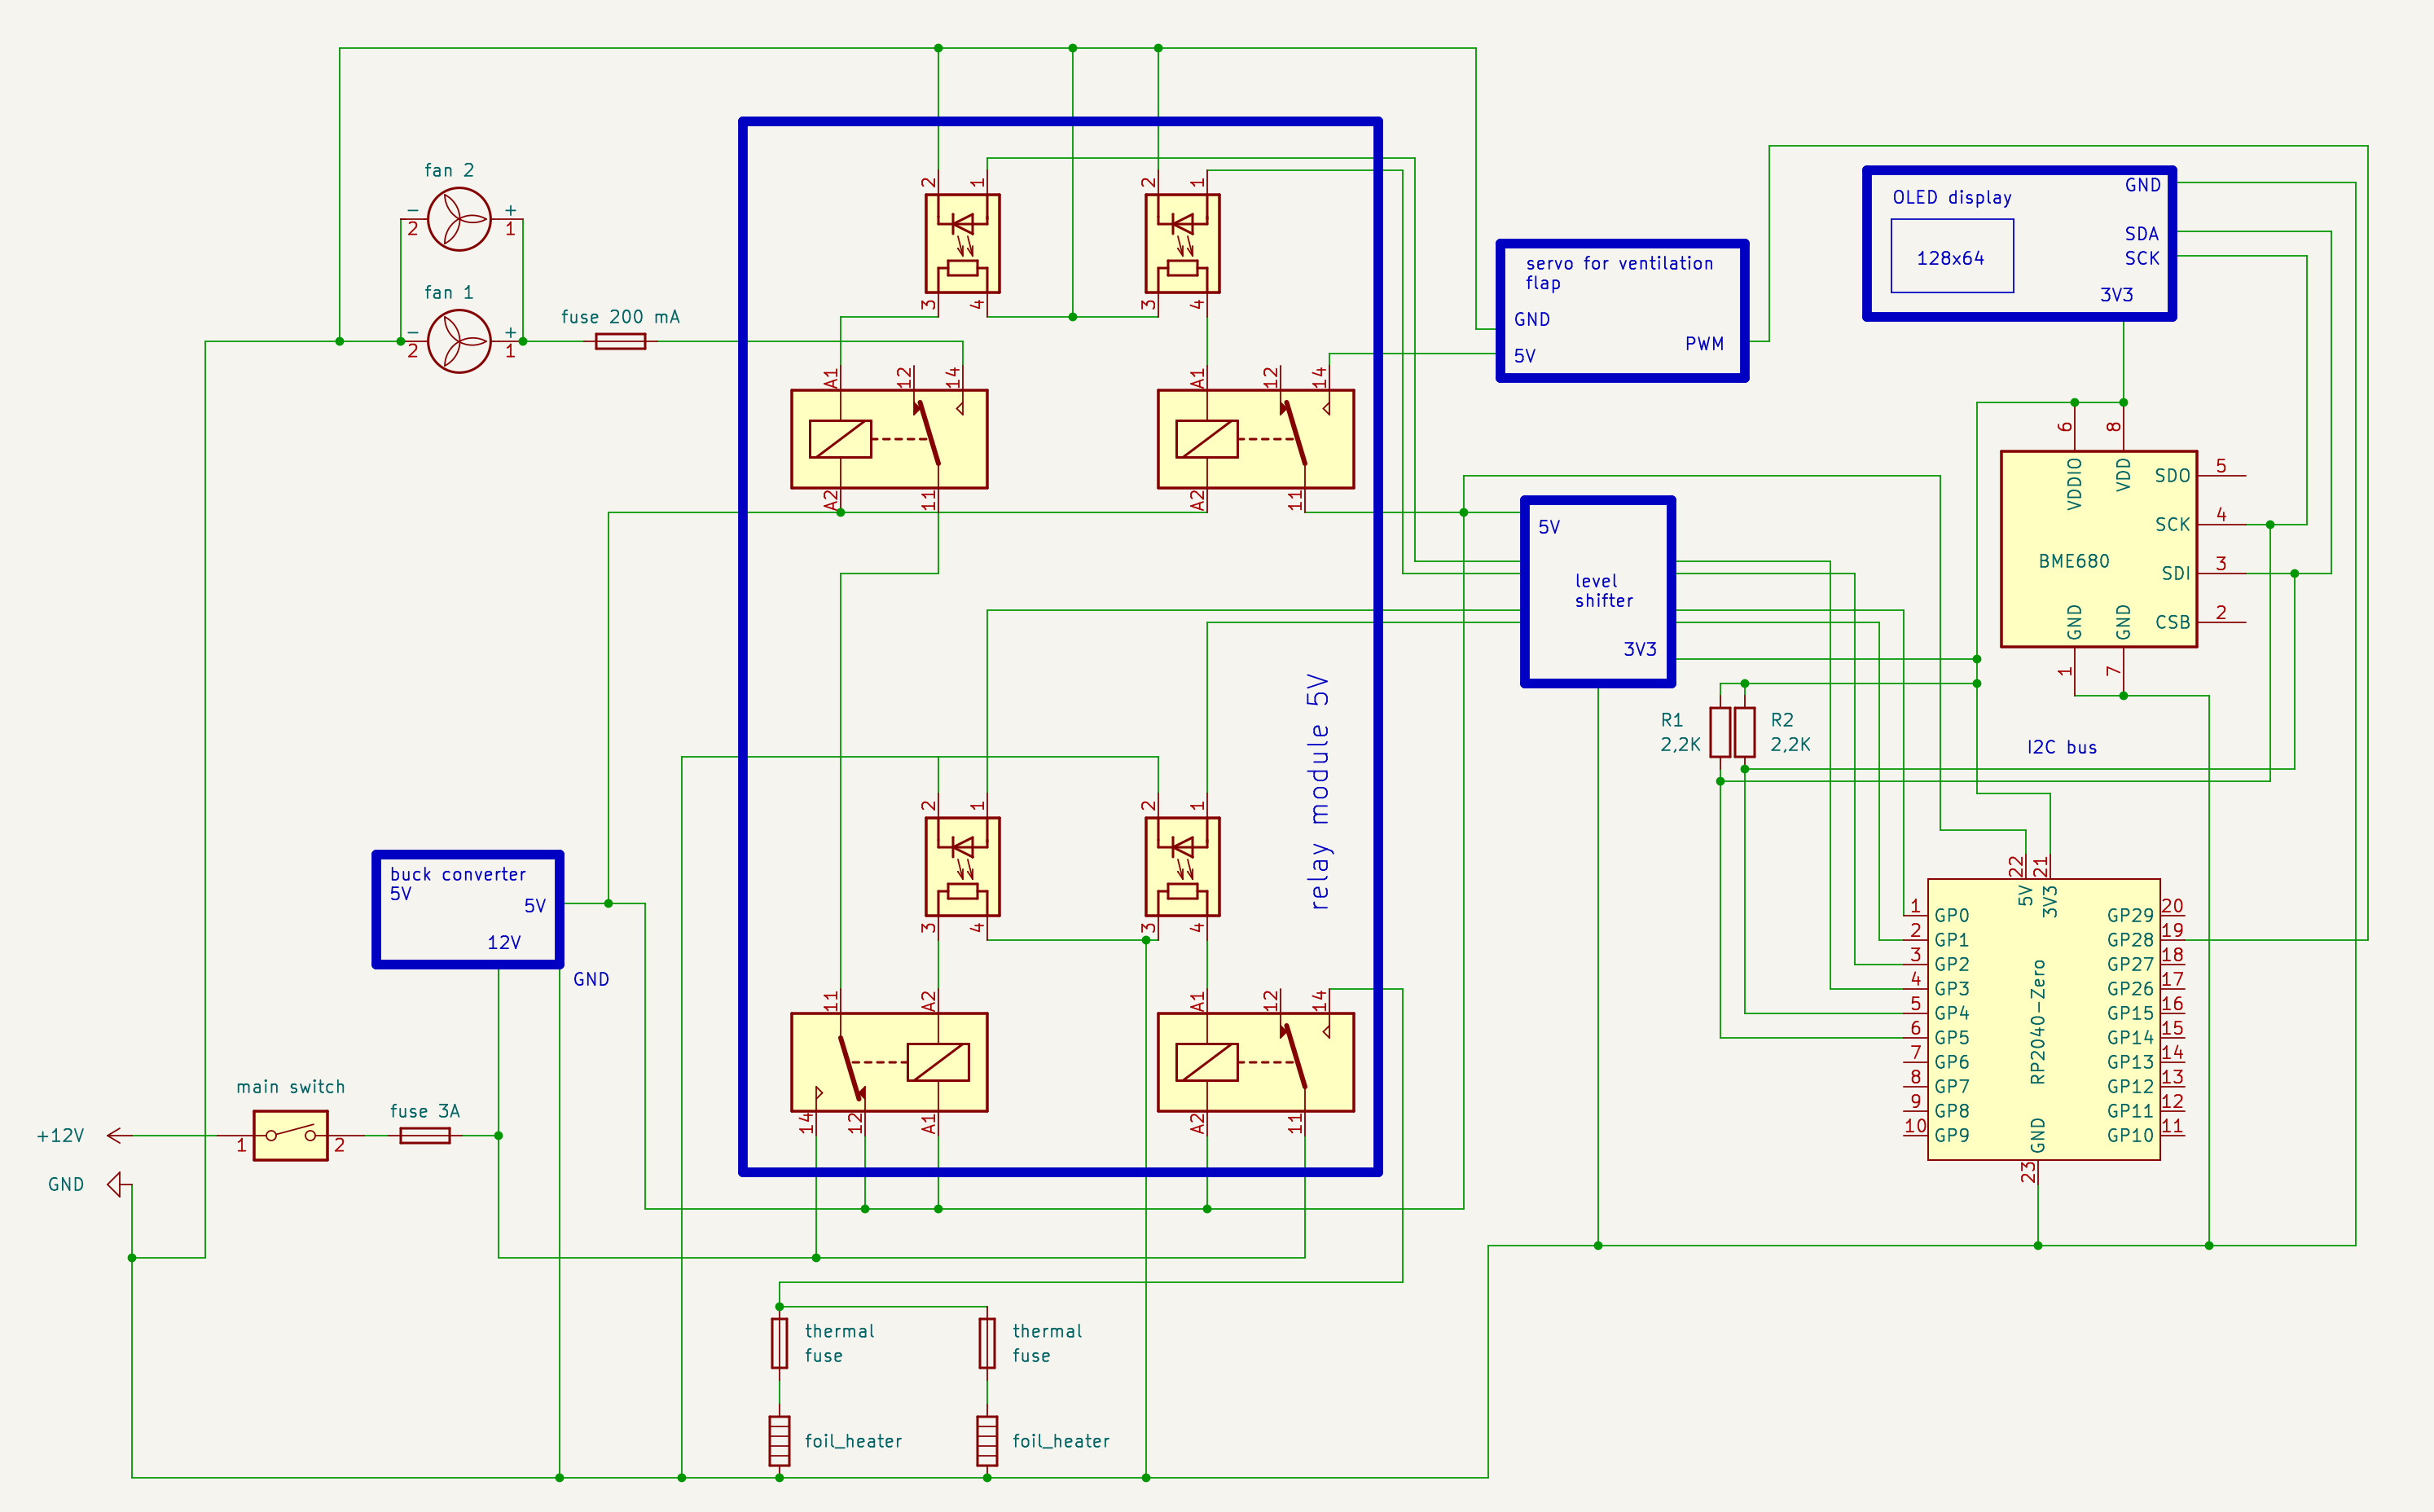 fan 2
− +
2 1
fan 1
− +
2 1
fuse 200 mA
2 1
3 4
2 1
3 4
A1 12 14
A2 11
A1 12 14
A2 11
servo for ventilation
flap
GND
5V
PWM
OLED display
128x64
GND
SDA
SCK
3V3
6 8
VDDIO VDD
SDO 5
SCK 4
BME680
SDI 3
CSB 2
GND GND
1 7
5V
level
shifter
3V3
R1
2,2K
R2
2,2K
I2C bus
relay module 5V
2 1
3 4
2 1
3 4
11 A2
14 12 A1
A1 12 14
A2 11
buck converter
5V
5V
12V
GND
main switch
1 2
fuse 3A
+12V
GND
22 21
5V 3V3
1 GP0 GP29 20
2 GP1 GP28 19
3 GP2 GP27 18
4 GP3 GP26 17
5 GP4 GP15 16
6 GP5 GP14 15
7 GP6 GP13 14
8 GP7 GP12 13
9 GP8 GP11 12
10 GP9 GP10 11
RP2040-Zero
GND
23
thermal
fuse
thermal
fuse
foil_heater
foil_heater